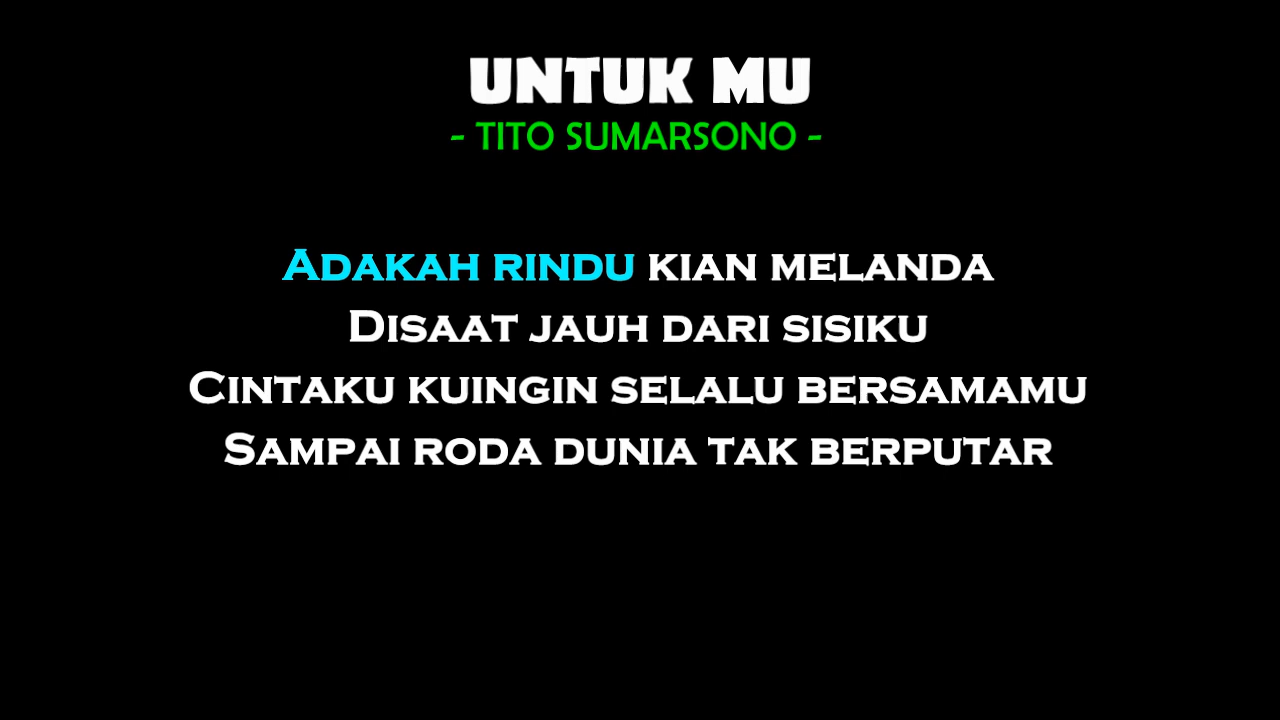 UNTUK MU
- TITO SUMARSONO -
Adakah rindu kian melanda
Disaat jauh dari sisiku
Cintaku kuingin selalu bersamamu
Sampai roda dunia tak berputar